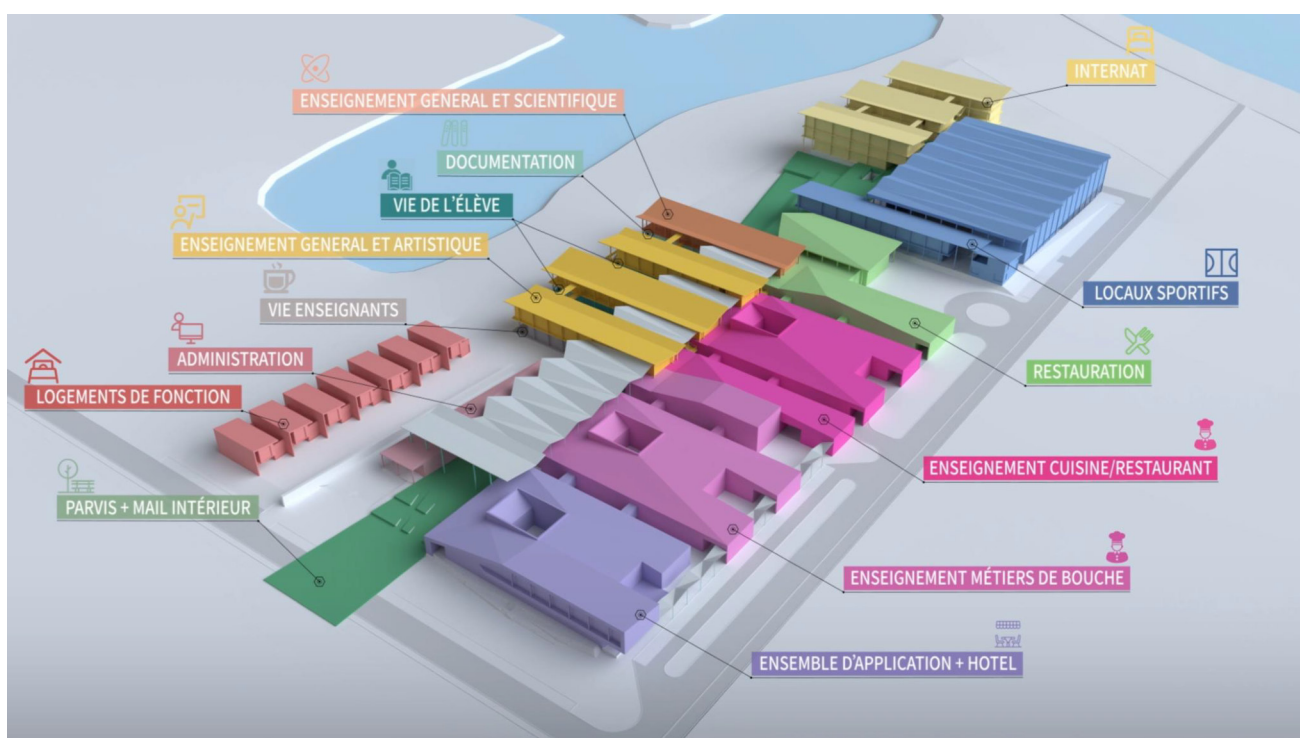 INTERNAT
ENSEIGNEMENT GENERAL ET SCIENTIFIQUE
DOCUMENTATION
VIE DE L'ÉLÈVE
ENSEIGNEMENT GENERAL ET ARTISTIQUE
LOCAUX SPORTIFS
VIE ENSEIGNANTS
ADMINISTRATION
RESTAURATION
LOGEMENTS DE FONCTION
ENSEIGNEMENT CUISINE/RESTAURANT
PARVIS + MAIL INTÉRIEUR
ENSEIGNEMENT MÉTIERS DE BOUCHE
ENSEMBLE D'APPLICATION + HOTEL